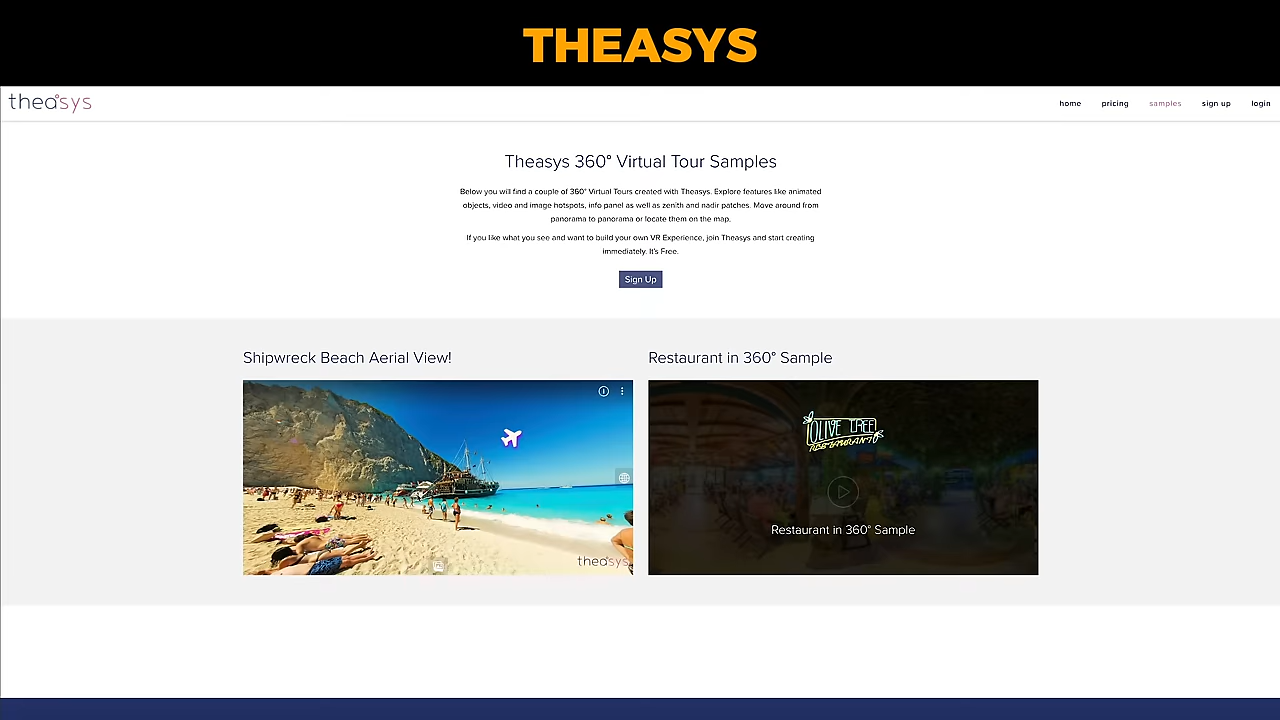 THEASYS
theasys
home pricing samples sign up login
Theasys 360° Virtual Tour Samples
Below you will find a couple of 360° Virtual Tours created with Theasys. Explore features like animated
objects, video and image hotspots, info panel as well as zenith and nadir patches. Move around from
panorama to panorama or locate them on the map.
If you like what you see and want to build your own VR Experience, join Theasys and start creating
immediately. It's Free.
Sign Up
Shipwreck Beach Aerial View!
Restaurant in 360° Sample
theasys
OLIVE TREE
RESTAURANT
Restaurant in 360° Sample